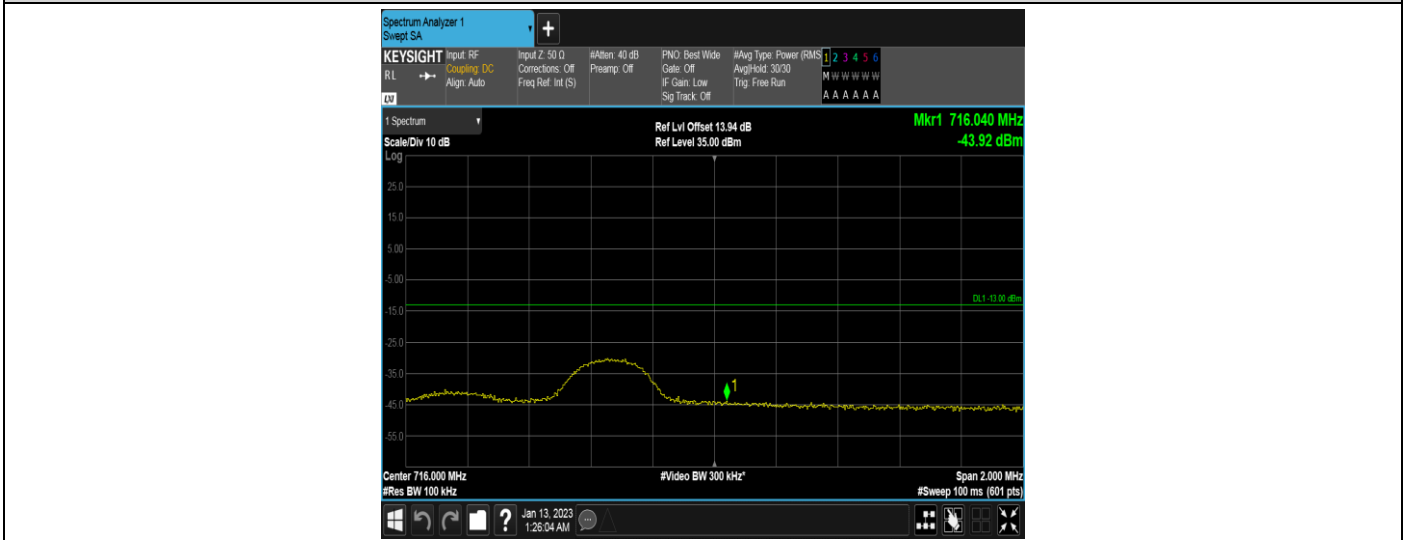 Spectrum Analyzer 1
Swept SA
+
KEYSIGHT
RL
LXI
Input: RF
Coupling: DC
Align: Auto
Input Z: 50 Ω
Corrections: Off
Freq Ref: Int (S)
#Atten: 40 dB
Preamp: Off
PNO: Best Wide
Gate: Off
IF Gain: Low
Sig Track: Off
#Avg Type: Power (RMS
Avg|Hold: 30/30
Trig: Free Run
1 2 3 4 5 6
M W W W W W
A A A A A A
1 Spectrum
Scale/Div 10 dB
Ref Lvl Offset 13.94 dB
Ref Level 35.00 dBm
Mkr1 716.040 MHz
-43.92 dBm
Log
25.0
15.0
5.00
-5.00
DL1 -13.00 dBm
-15.0
-25.0
-35.0
1
-45.0
-55.0
Center 716.000 MHz
#Res BW 100 kHz
#Video BW 300 kHz*
Span 2.000 MHz
#Sweep 100 ms (601 pts)
?
Jan 13, 2023
1:26:04 AM